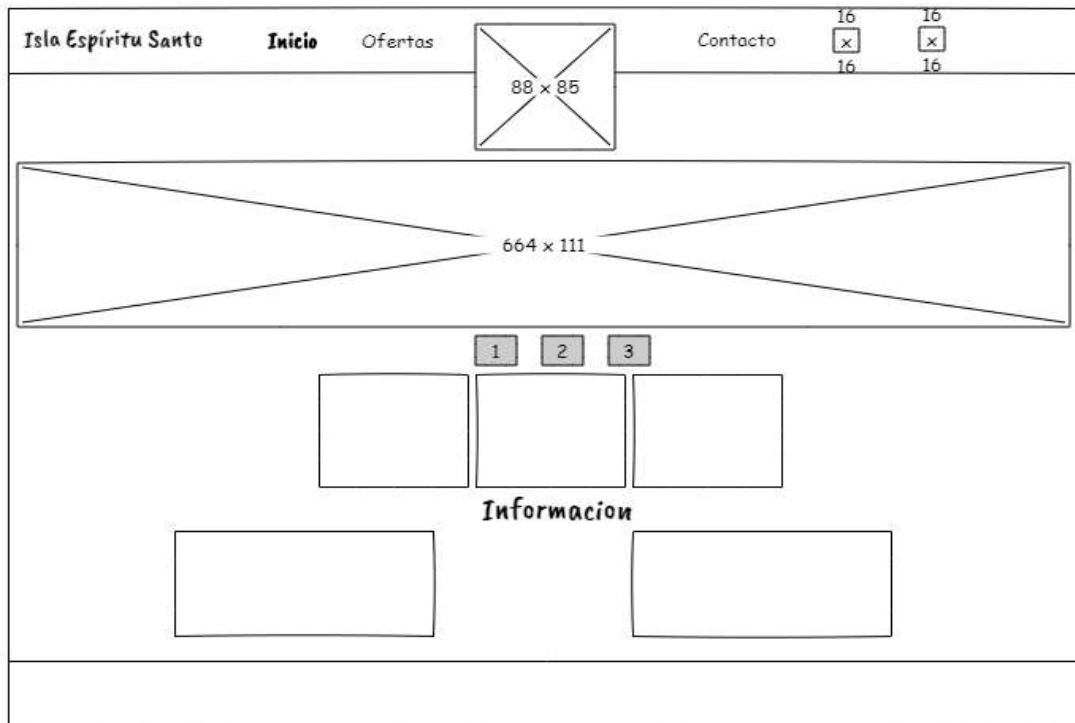 Isla Espíritu Santo
Inicio
Ofertas
88 x 85
Contacto
16
x
16
16
x
16
664 x 111
1
2
3
Informacion